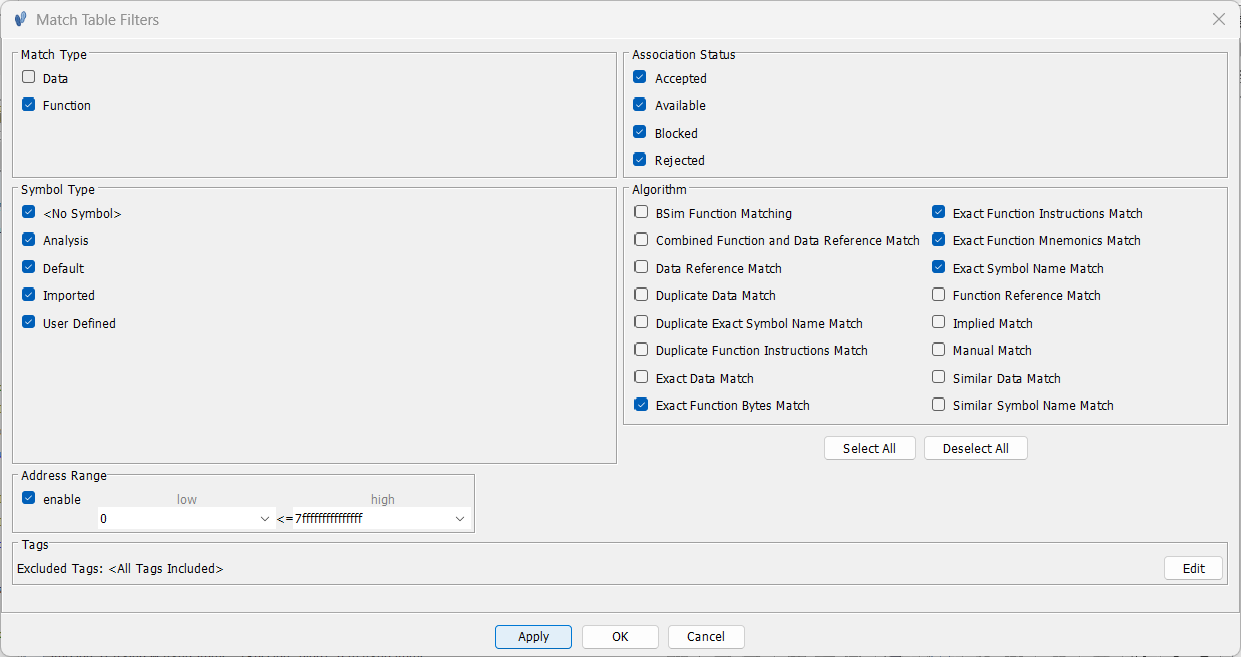 Match Table Filters
Match Type
Data
Function
Association Status
Accepted
Available
Blocked
Rejected
Symbol Type
<No Symbol>
Analysis
Default
Imported
User Defined
Algorithm
BSim Function Matching
Combined Function and Data Reference Match
Data Reference Match
Duplicate Data Match
Duplicate Exact Symbol Name Match
Duplicate Function Instructions Match
Exact Data Match
Exact Function Bytes Match
Exact Function Instructions Match
Exact Function Mnemonics Match
Exact Symbol Name Match
Function Reference Match
Implied Match
Manual Match
Similar Data Match
Similar Symbol Name Match
Select All Deselect All
Address Range
enable low high
0 <= 7fffffffffffffff
Tags
Excluded Tags: <All Tags Included> Edit
Apply OK Cancel